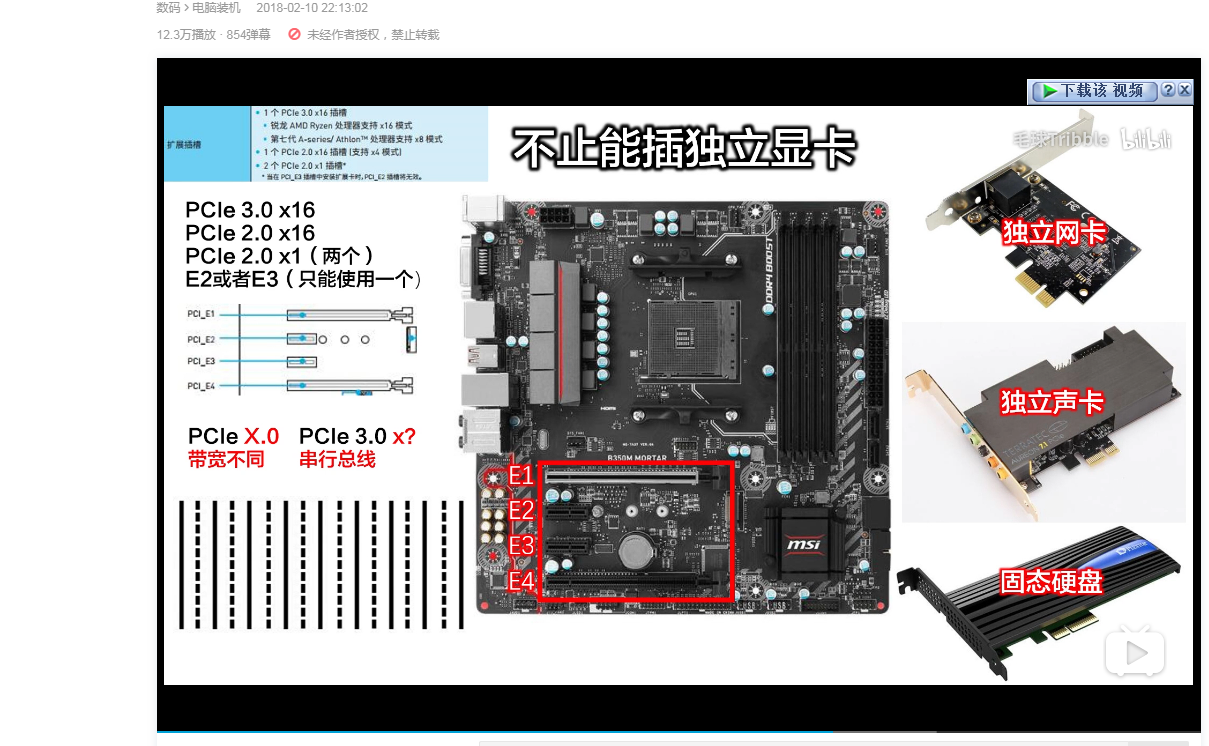 数码 > 电脑装机 2018-02-10 22:13:02
12.3万播放 · 854弹幕 未经作者授权，禁止转载
下载该 视频 ? X
扩展插槽
• 1 个 PCIe 3.0 x16 插槽
• 锐龙 AMD Ryzen 处理器支持 x16 模式
• 第七代 A-series/ Athlon™ 处理器支持 x8 模式
• 1 个 PCIe 2.0 x16 插槽 (支持 x4 模式)
• 2 个 PCIe 2.0 x1 插槽*
* 当在 PCI_E3 插槽中安装扩展卡时, PCI_E2 插槽将无效。
不止能插独立显卡
毛球Tribble bilibili
PCIe 3.0 x16
PCIe 2.0 x16
PCIe 2.0 x1（两个）
E2或者E3（只能使用一个）
PCI_E1
PCI_E2
PCI_E3
PCI_E4
PCIe X.0 PCIe 3.0 x?
带宽不同 串行总线
DDR4 BOOST
B350M MORTAR
E1
E2
E3
E4
msi
独立网卡
独立声卡
固态硬盘